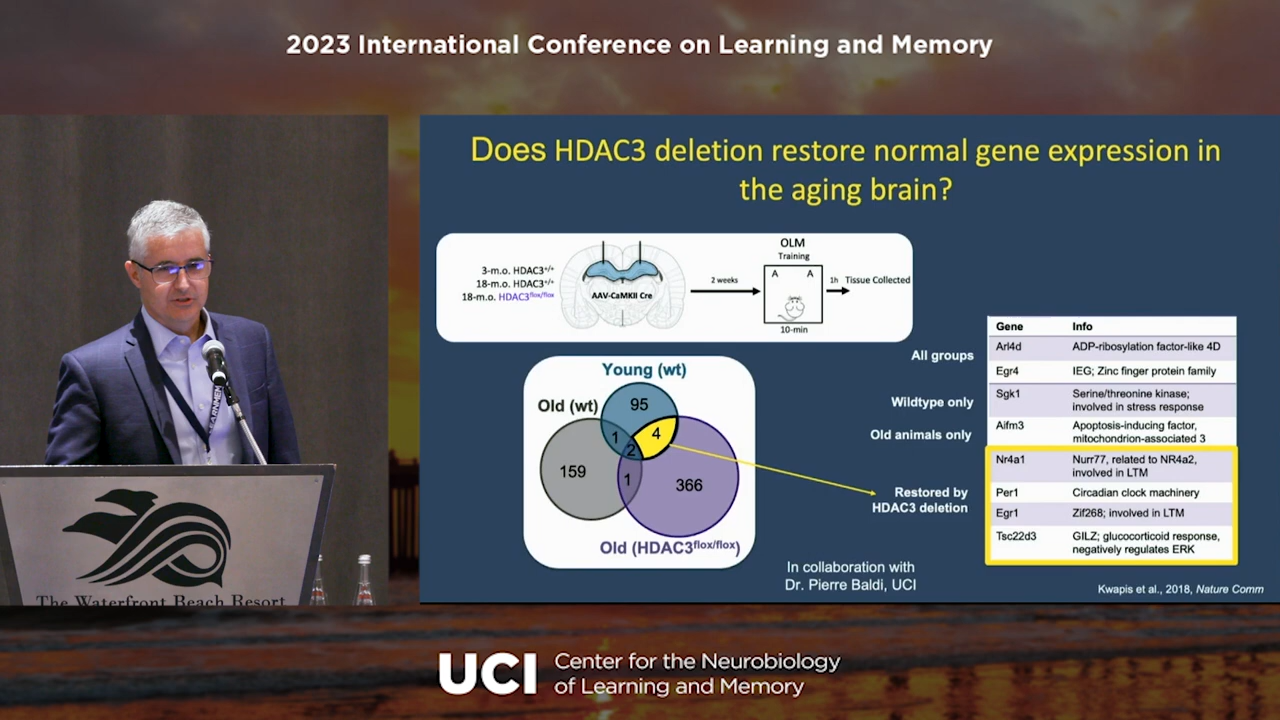 2023 International Conference on Learning and Memory
Does HDAC3 deletion restore normal gene expression in
the aging brain?
3-m.o. HDAC3+/+
18-m.o. HDAC3+/+
18-m.o. HDAC3flox/flox
AAV-CaMKII Cre
2 weeks
OLM
Training
A A
10-min
1h Tissue Collected
Young (wt)
Old (wt)
95
1
4
2
159
1
366
Old (HDAC3flox/flox)
All groups
Wildtype only
Old animals only
Restored by
HDAC3 deletion
Gene Info
Arl4d ADP-ribosylation factor-like 4D
Egr4 IEG; Zinc finger protein family
Sgk1 Serine/threonine kinase;
involved in stress response
Aifm3 Apoptosis-inducing factor,
mitochondrion-associated 3
Nr4a1 Nurr77, related to NR4a2,
involved in LTM
Per1 Circadian clock machinery
Egr1 Zif268; involved in LTM
Tsc22d3 GILZ; glucocorticoid response,
negatively regulates ERK
In collaboration with
Dr. Pierre Baldi, UCI
Kwapis et al., 2018, Nature Comm
The Waterfront Beach Resort
UCI Center for the Neurobiology
of Learning and Memory